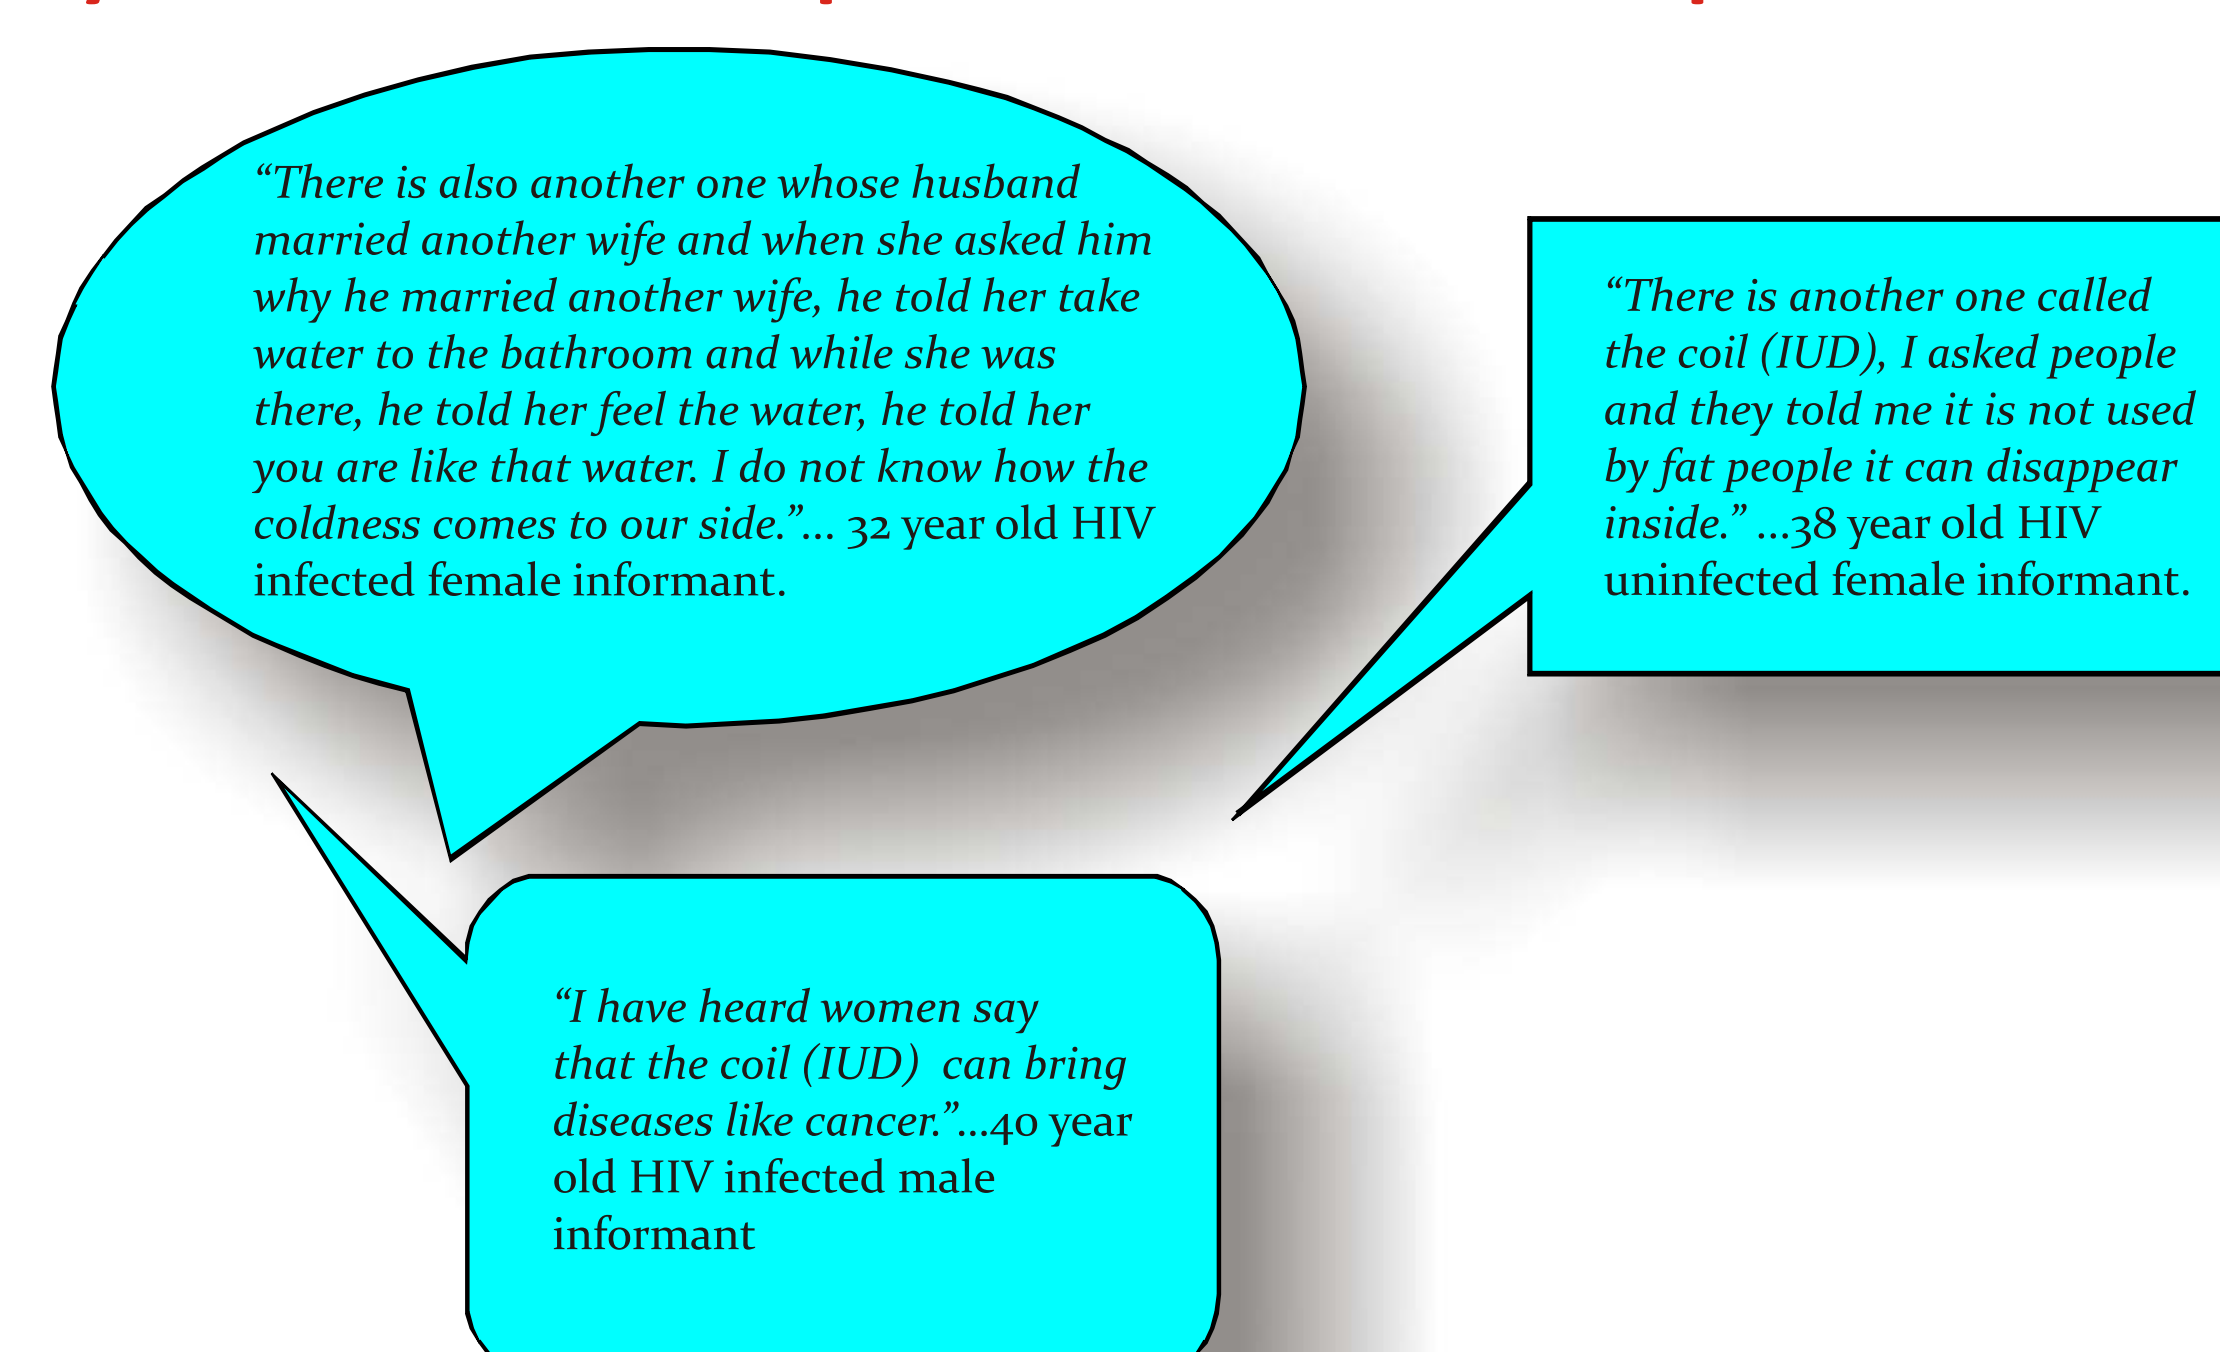 “There is also another one whose husband
married another wife and when she asked him
why he married another wife, he told her take
water to the bathroom and while she was
there, he told her feel the water, he told her
you are like that water. I do not know how the
coldness comes to our side.”... 32 year old HIV
infected female informant.
“There is another one called
the coil (IUD), I asked people
and they told me it is not used
by fat people it can disappear
inside.” ...38 year old HIV
uninfected female informant.
“I have heard women say
that the coil (IUD)  can bring
diseases like cancer.”...40 year
old HIV infected male
informant